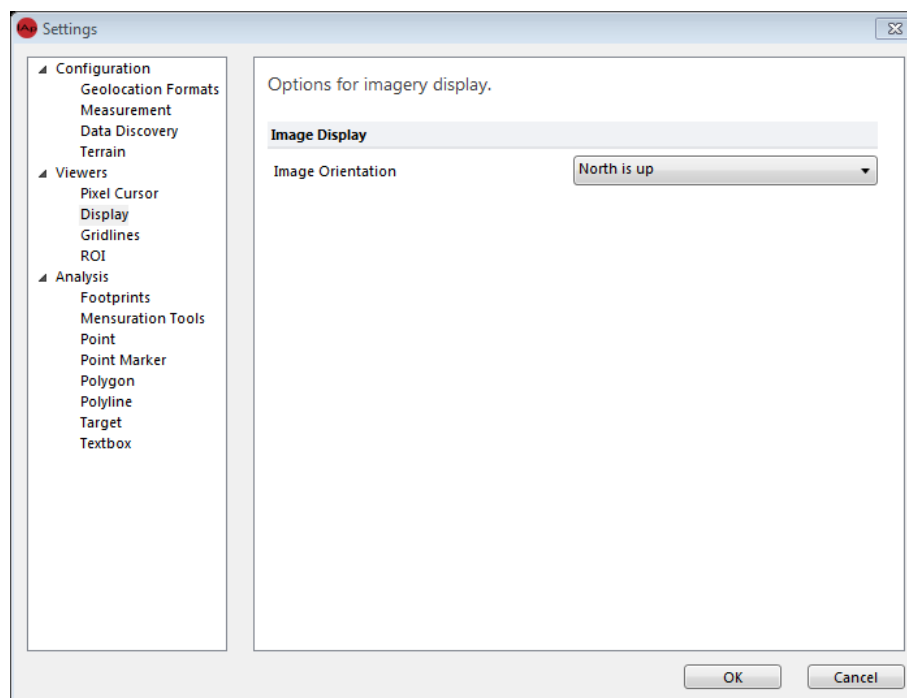 IAp Settings
Configuration
Geolocation Formats
Measurement
Data Discovery
Terrain
Viewers
Pixel Cursor
Display
Gridlines
ROI
Analysis
Footprints
Mensuration Tools
Point
Point Marker
Polygon
Polyline
Target
Textbox
Options for imagery display.
Image Display
Image Orientation North is up
OK Cancel